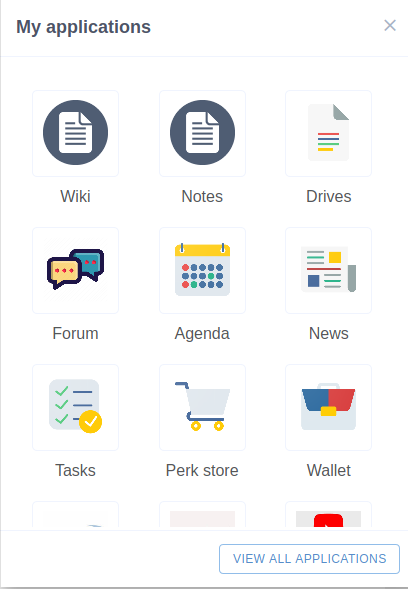 My applications
Wiki Notes Drives
Forum Agenda News
Tasks Perk store Wallet
VIEW ALL APPLICATIONS